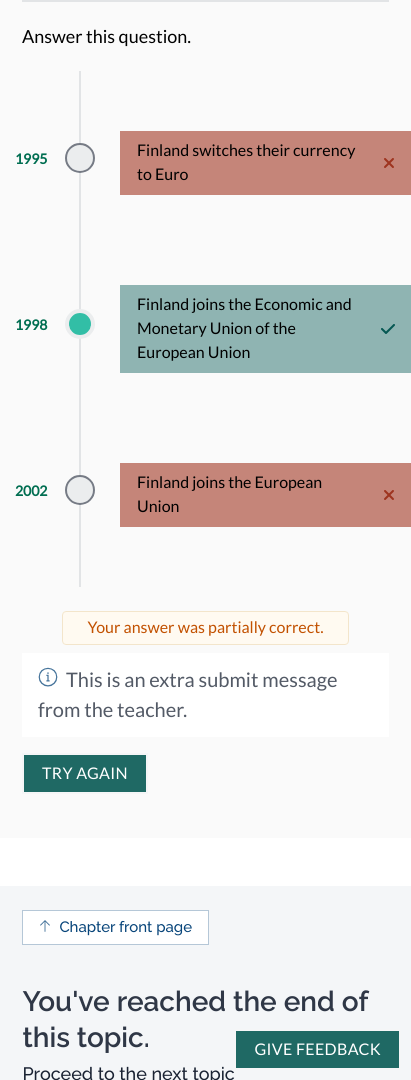 Answer this question.
1995
Finland switches their currency
to Euro
1998
Finland joins the Economic and
Monetary Union of the
European Union
2002
Finland joins the European
Union
Your answer was partially correct.
This is an extra submit message
from the teacher.
TRY AGAIN
Chapter front page
You've reached the end of
this topic.
GIVE FEEDBACK
Proceed to the next topic